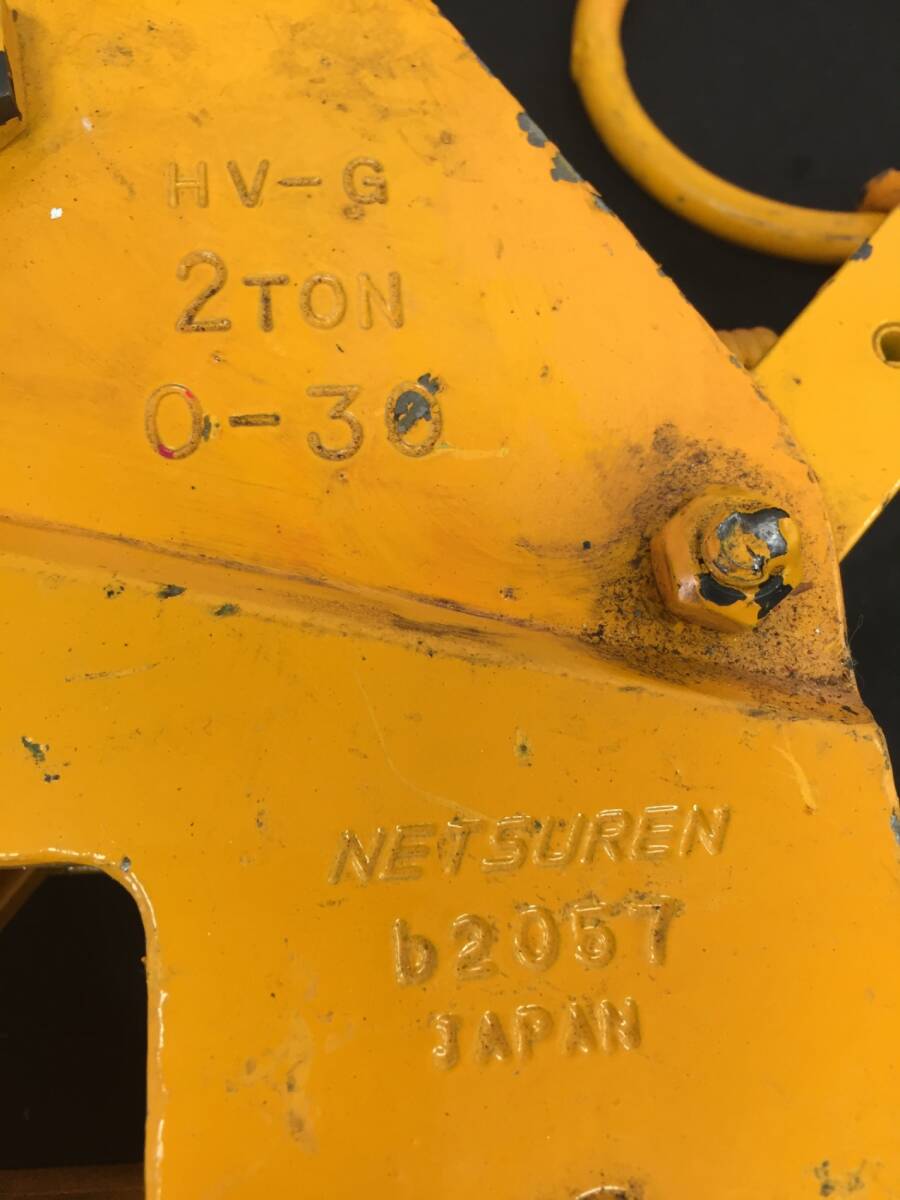 HV-G
2TON
0-30
NETSUREN
b2057
JAPAN